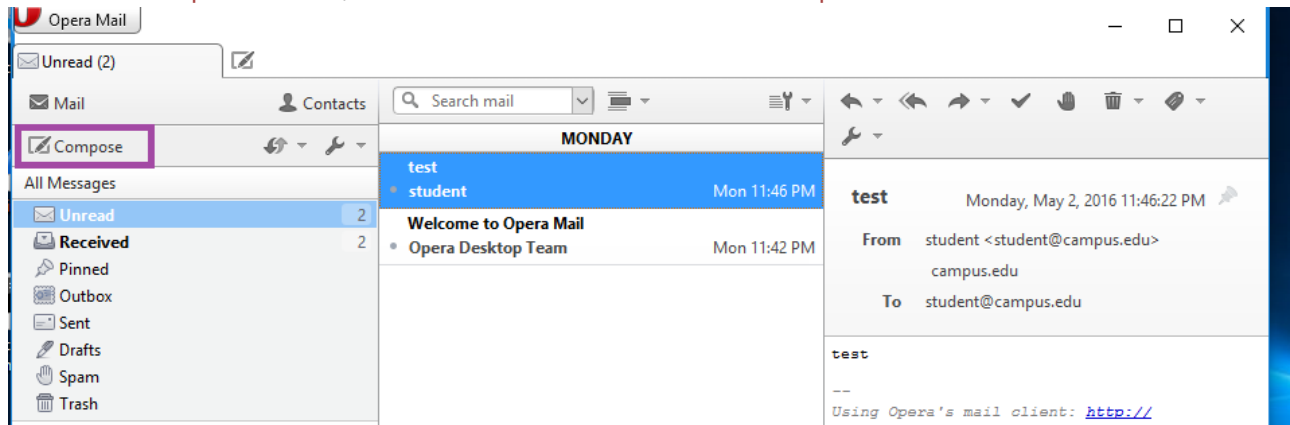 Opera Mail
Unread (2)
Mail
Contacts
Compose
All Messages
Unread 2
Received 2
Pinned
Outbox
Sent
Drafts
Spam
Trash
Search mail
MONDAY
test
student Mon 11:46 PM
Welcome to Opera Mail
Opera Desktop Team Mon 11:42 PM
test Monday, May 2, 2016 11:46:22 PM
From student <student@campus.edu>
campus.edu
To student@campus.edu
test
--
Using Opera's mail client: http://